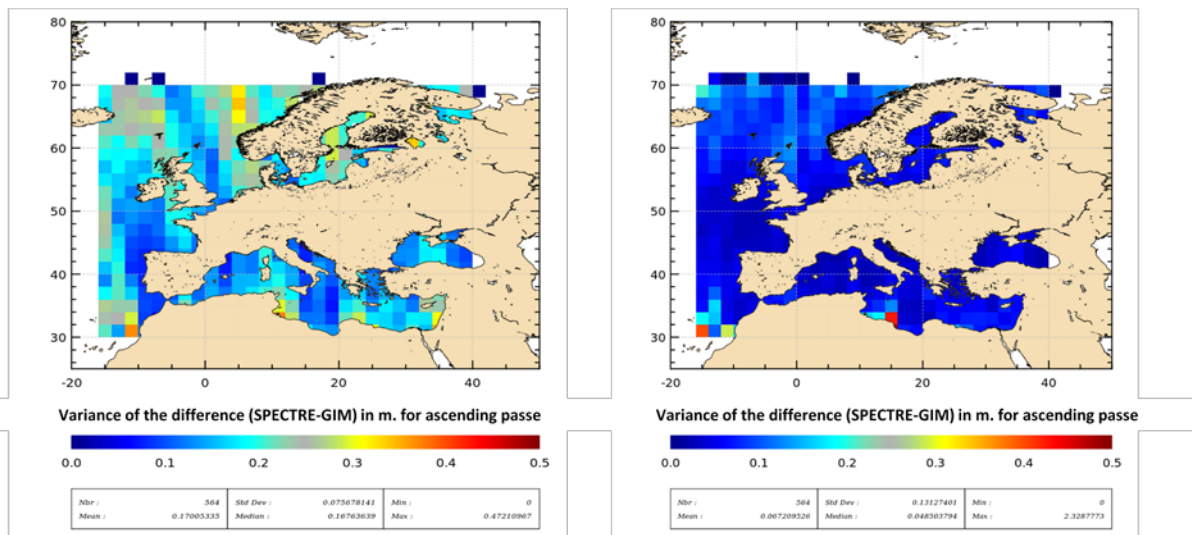 80
70
60
50
40
30
-20 0 20 40
Variance of the difference (SPECTRE-GIM) in m. for ascending passe
0.0 0.1 0.2 0.3 0.4 0.5
Nbr : 564 Std Dev : 0.075678141 Min : 0
Mean : 0.17005335 Median : 0.16763639 Max : 0.47210967
80
70
60
50
40
30
-20 0 20 40
Variance of the difference (SPECTRE-GIM) in m. for ascending passe
0.0 0.1 0.2 0.3 0.4 0.5
Nbr : 564 Std Dev : 0.13127401 Min : 0
Mean : 0.067209526 Median : 0.048503794 Max : 2.3287773